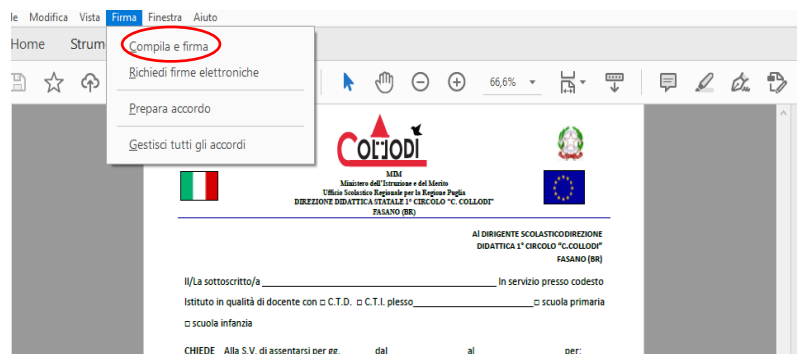 le Modifica Vista Firma Finestra Aiuto
Home Strum
Compila e firma
Richiedi firme elettroniche
Prepara accordo
Gestisci tutti gli accordi
66,6%
COLLODI
MIM
Ministero dell'Istruzione e del Merito
Ufficio Scolastico Regionale per la Regione Puglia
DIREZIONE DIDATTICA STATALE 1° CIRCOLO "C. COLLODI"
FASANO (BR)
Al DIRIGENTE SCOLASTICODIREZIONE
DIDATTICA 1° CIRCOLO "C.COLLODI"
FASANO (BR)
Il/La sottoscritto/a In servizio presso codesto
Istituto in qualità di docente con □ C.T.D. □ C.T.I. plesso □ scuola primaria
□ scuola infanzia
CHIEDE Alla S.V. di assentarsi per gg. dal al per: